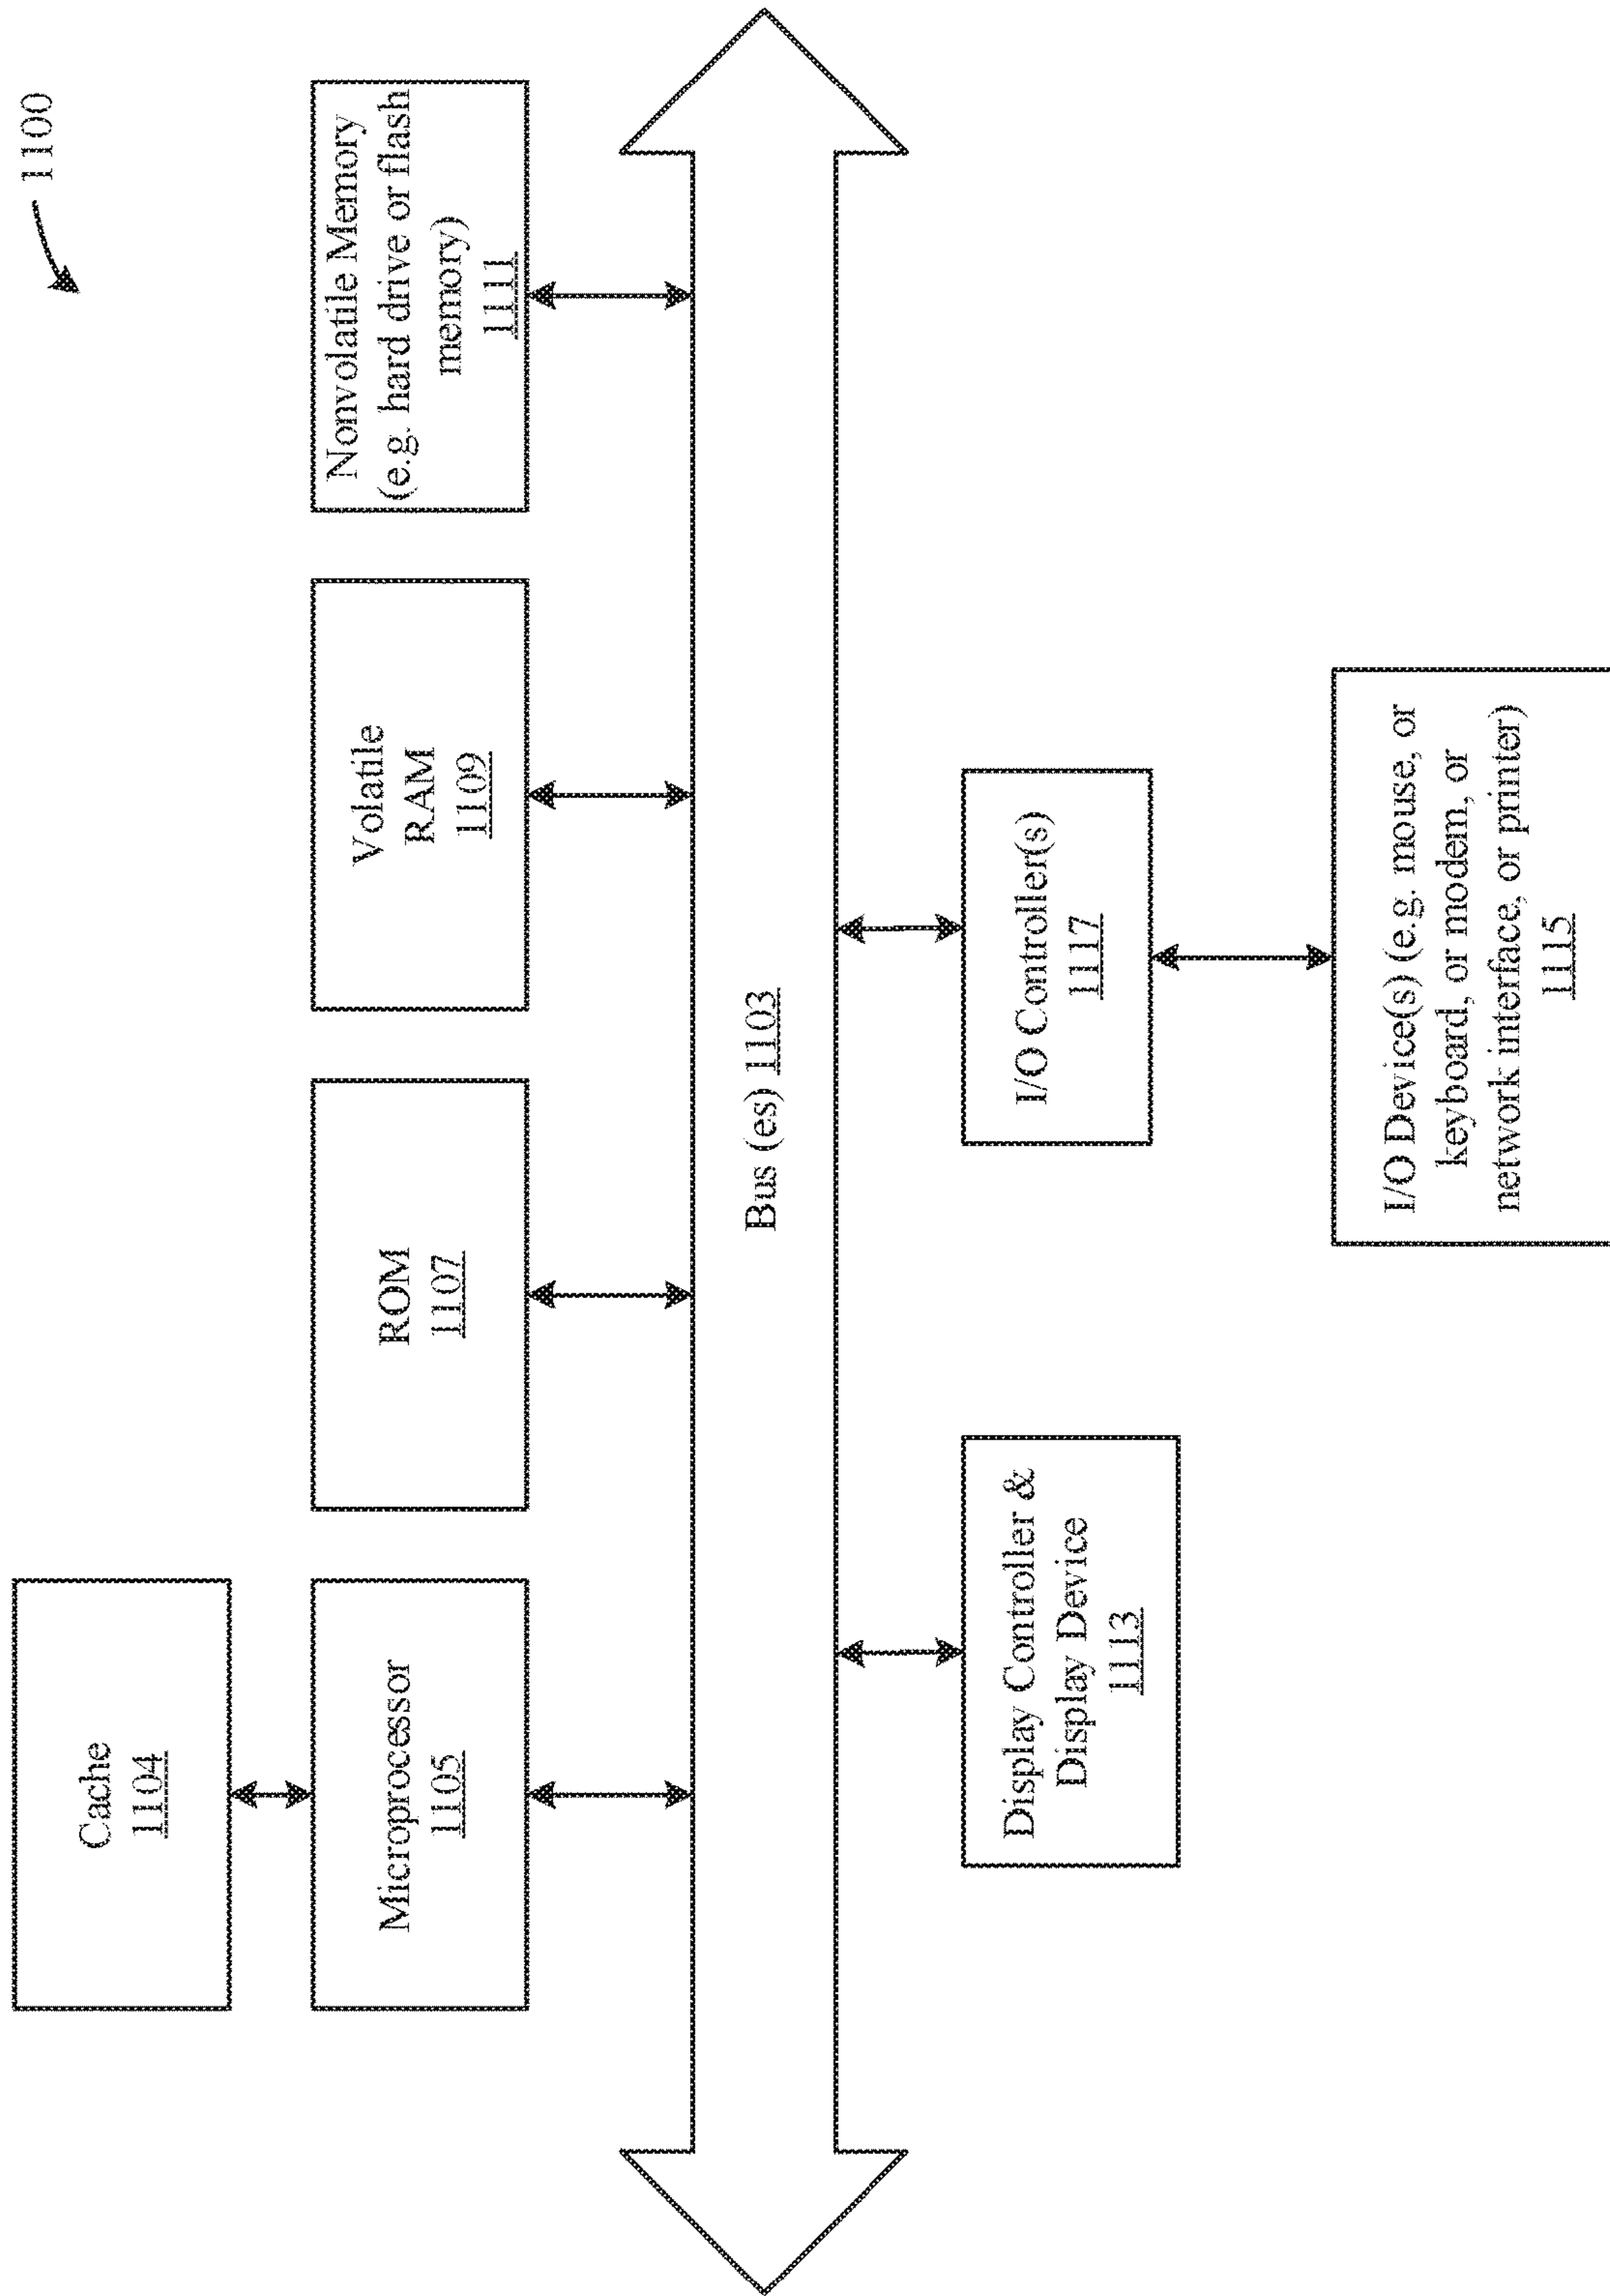 1100
Cache
1104
Microprocessor
1105
ROM
1107
Volatile
RAM
1109
Nonvolatile Memory
(e.g. hard drive or flash
memory)
1111
Bus (es) 1103
Display Controller &
Display Device
1113
I/O Controller(s)
1117
I/O Device(s) (e.g. mouse, or
keyboard, or modem, or
network interface, or printer)
1115